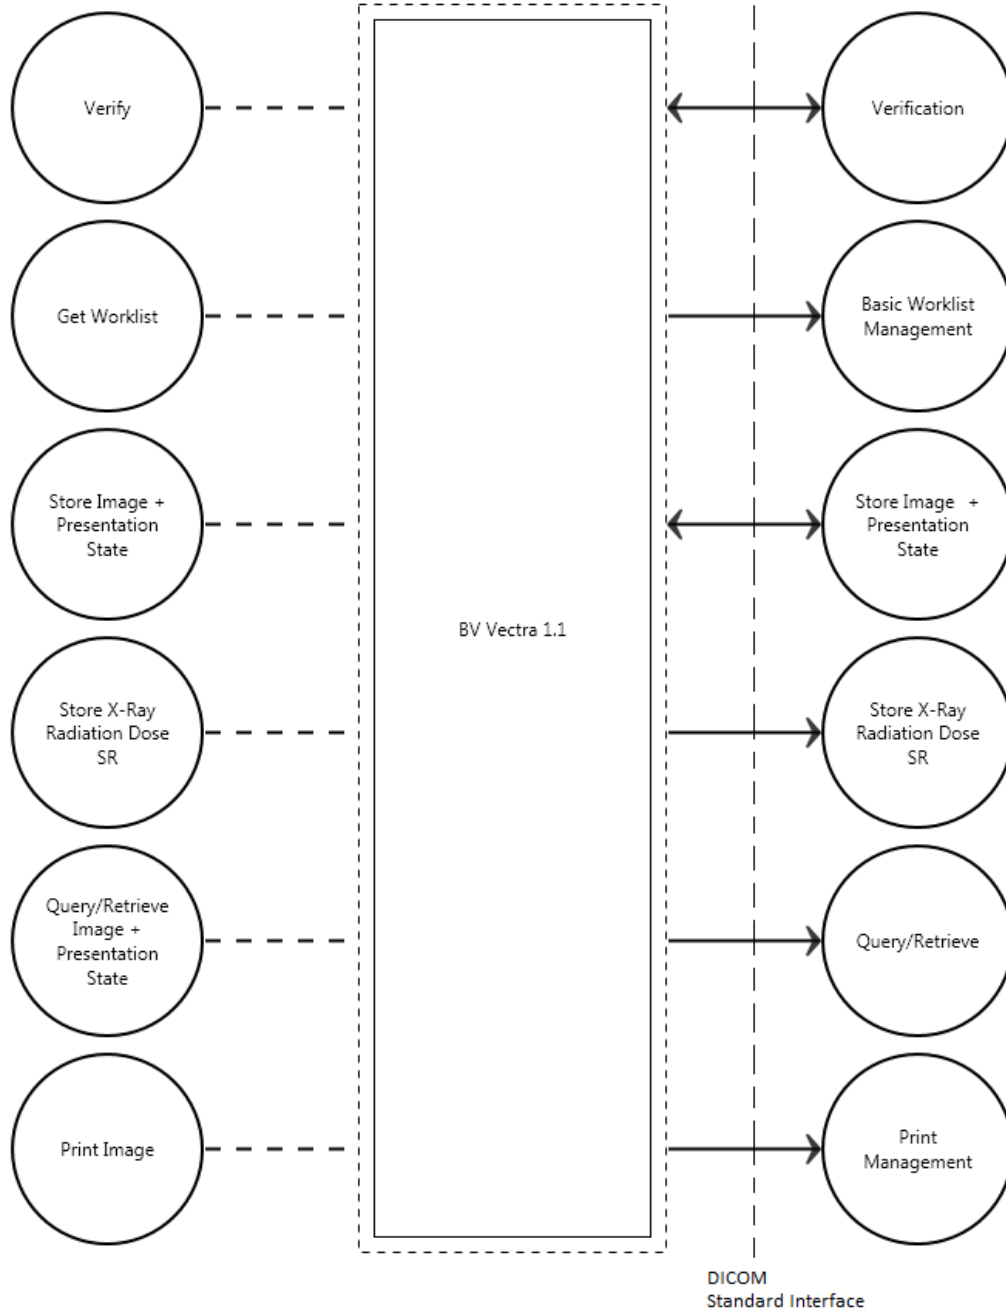 Verify
Verification
Get Worklist
Basic Worklist
Management
Store Image +
Presentation
State
Store Image +
Presentation
State
BV Vectra 1.1
Store X-Ray
Radiation Dose
SR
Store X-Ray
Radiation Dose
SR
Query/Retrieve
Image +
Presentation
State
Query/Retrieve
Print Image
Print
Management
DICOM
Standard Interface